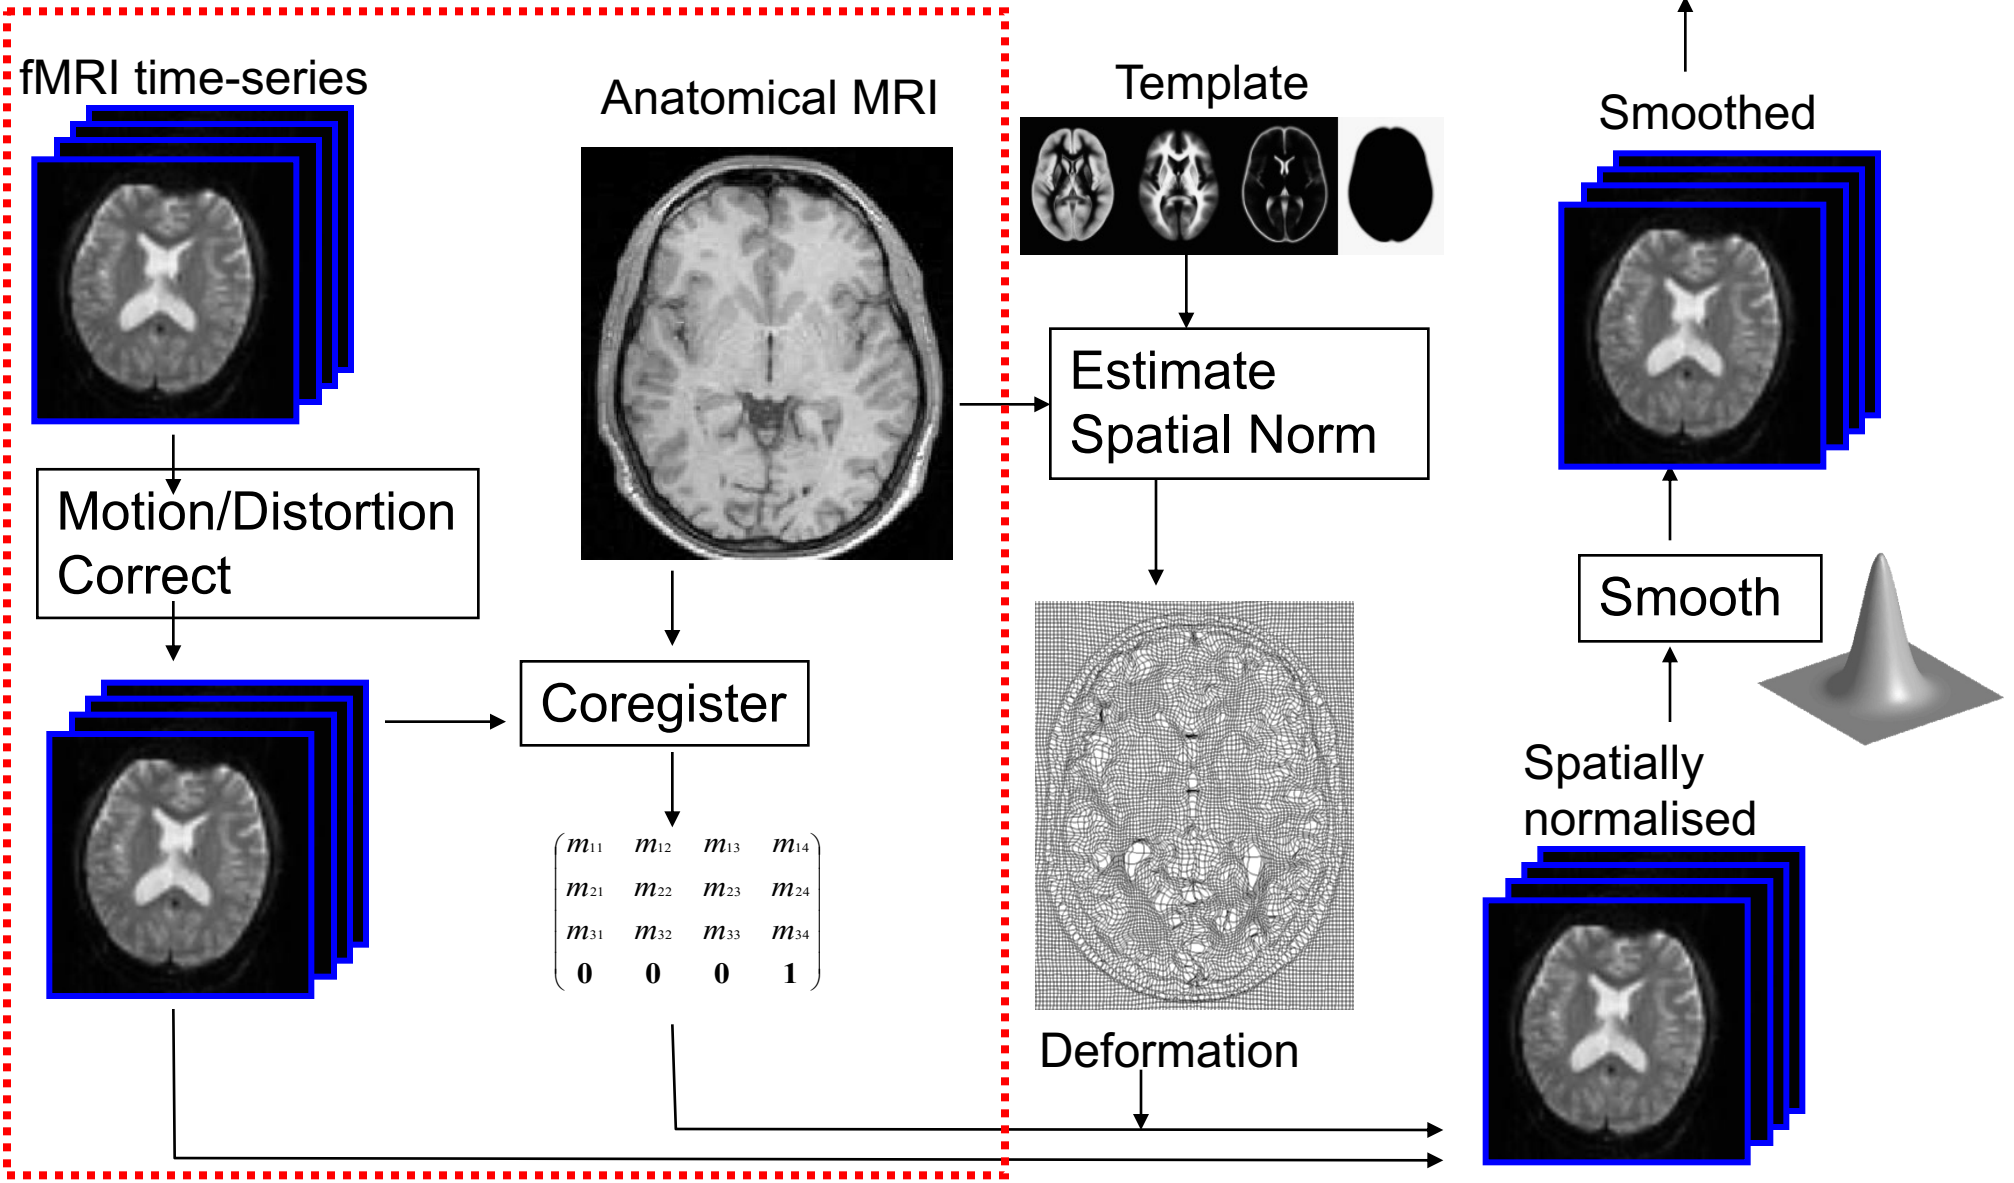 fMRI time-series
Anatomical MRI
Template
Smoothed
Estimate
Spatial Norm
Motion/Distortion
Correct
Smooth
Coregister
Spatially
normalised
m11 m12 m13 m14
m21 m22 m23 m24
m31 m32 m33 m34
0 0 0 1
Deformation